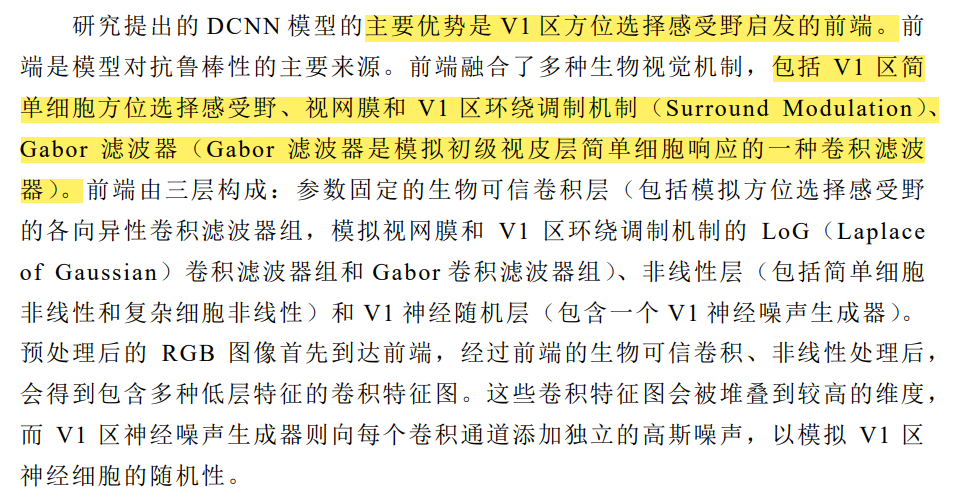 研究提出的 DCNN 模型的主要优势是 V1 区方位选择感受野启发的前端。前
端是模型对抗鲁棒性的主要来源。前端融合了多种生物视觉机制，包括 V1 区简
单细胞方位选择感受野、视网膜和 V1 区环绕调制机制（Surround Modulation）、
Gabor 滤波器（Gabor 滤波器是模拟初级视皮层简单细胞响应的一种卷积滤波
器）。前端由三层构成：参数固定的生物可信卷积层（包括模拟方位选择感受野
的各向异性卷积滤波器组，模拟视网膜和 V1 区环绕调制机制的 LoG（Laplace
of Gaussian）卷积滤波器组和 Gabor 卷积滤波器组）、非线性层（包括简单细胞
非线性和复杂细胞非线性）和 V1 神经随机层（包含一个 V1 神经噪声生成器）。
预处理后的 RGB 图像首先到达前端，经过前端的生物可信卷积、非线性处理后，
会得到包含多种低层特征的卷积特征图。这些卷积特征图会被堆叠到较高的维度，
而 V1 区神经噪声生成器则向每个卷积通道添加独立的高斯噪声，以模拟 V1 区
神经细胞的随机性。